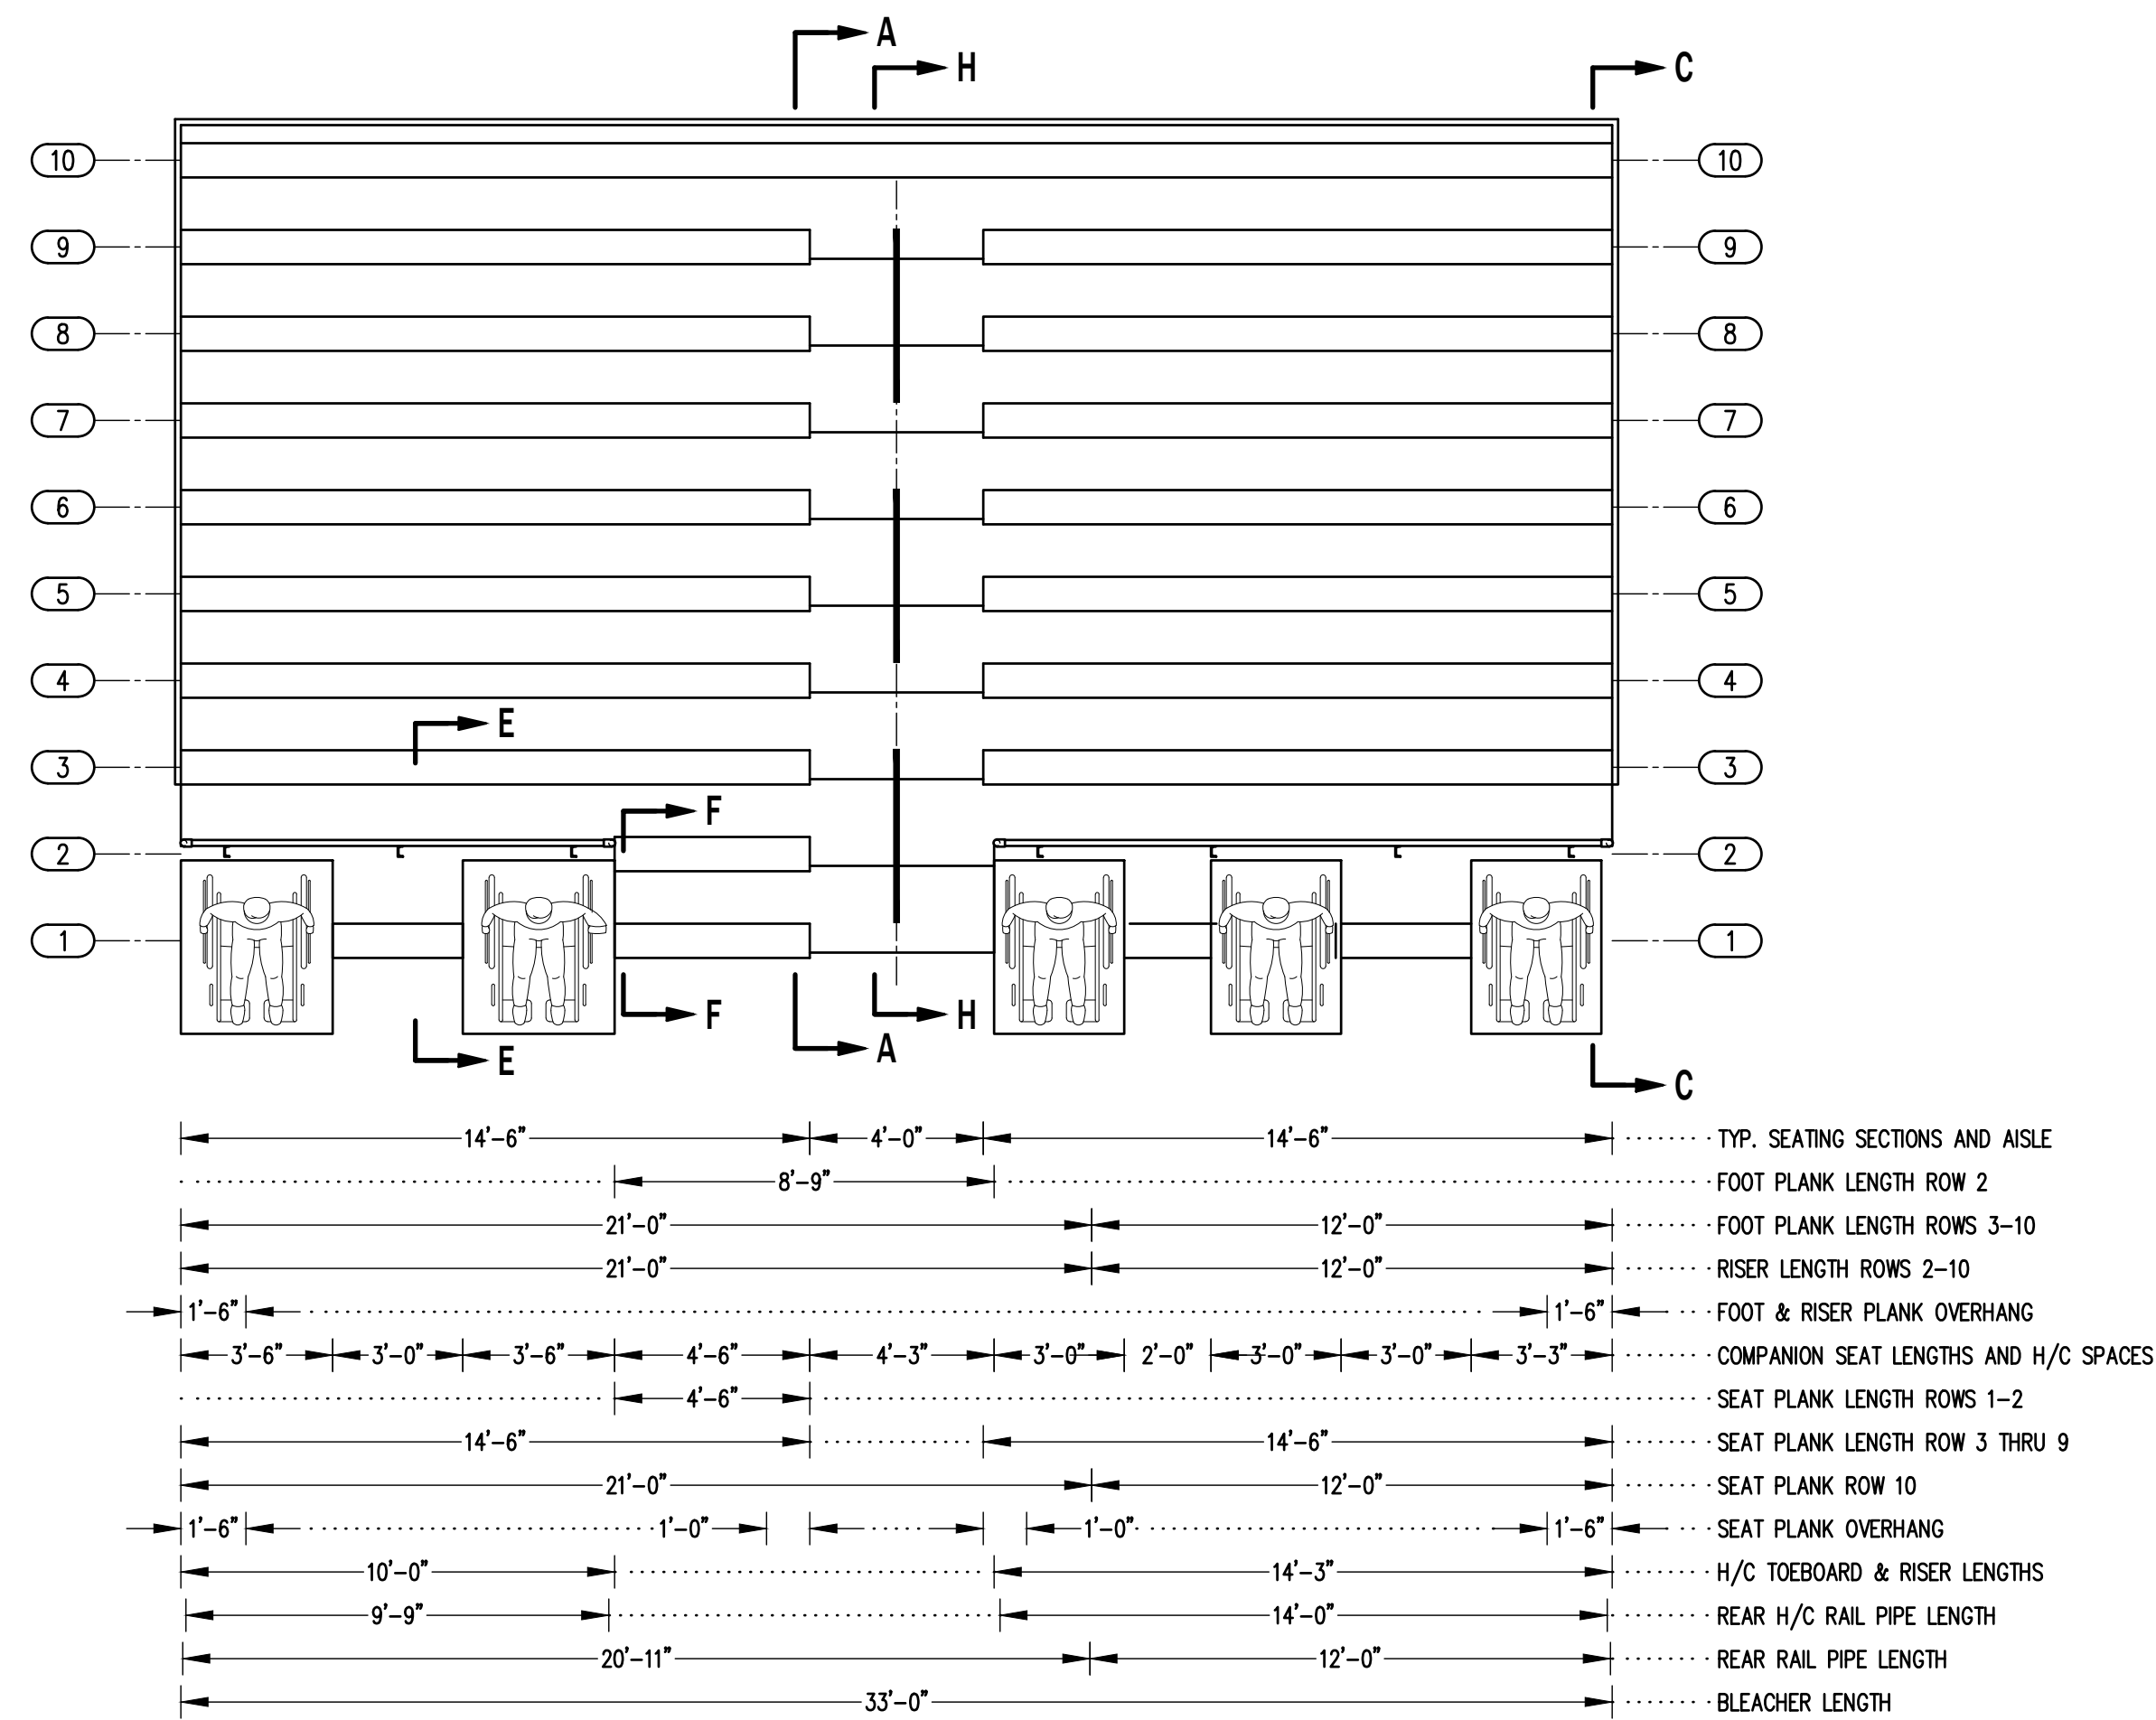 A
H
C
10 10
9 9
8 8
7 7
6 6
5 5
4 4
E
3 3
F
2 2
1 1
F H
E A
C
14'-6" 4'-0" 14'-6" TYP. SEATING SECTIONS AND AISLE
8'-9" FOOT PLANK LENGTH ROW 2
21'-0" 12'-0" FOOT PLANK LENGTH ROWS 3-10
21'-0" 12'-0" RISER LENGTH ROWS 2-10
1'-6" 1'-6" FOOT & RISER PLANK OVERHANG
3'-6" 3'-0" 3'-6" 4'-6" 4'-3" 3'-0" 2'-0" 3'-0" 3'-0" 3'-3" COMPANION SEAT LENGTHS AND H/C SPACES
4'-6" SEAT PLANK LENGTH ROWS 1-2
14'-6" 14'-6" SEAT PLANK LENGTH ROW 3 THRU 9
21'-0" 12'-0" SEAT PLANK ROW 10
1'-6" 1'-0" 1'-0" 1'-6" SEAT PLANK OVERHANG
10'-0" 14'-3" H/C TOEBOARD & RISER LENGTHS
9'-9" 14'-0" REAR H/C RAIL PIPE LENGTH
20'-11" 12'-0" REAR RAIL PIPE LENGTH
33'-0" BLEACHER LENGTH